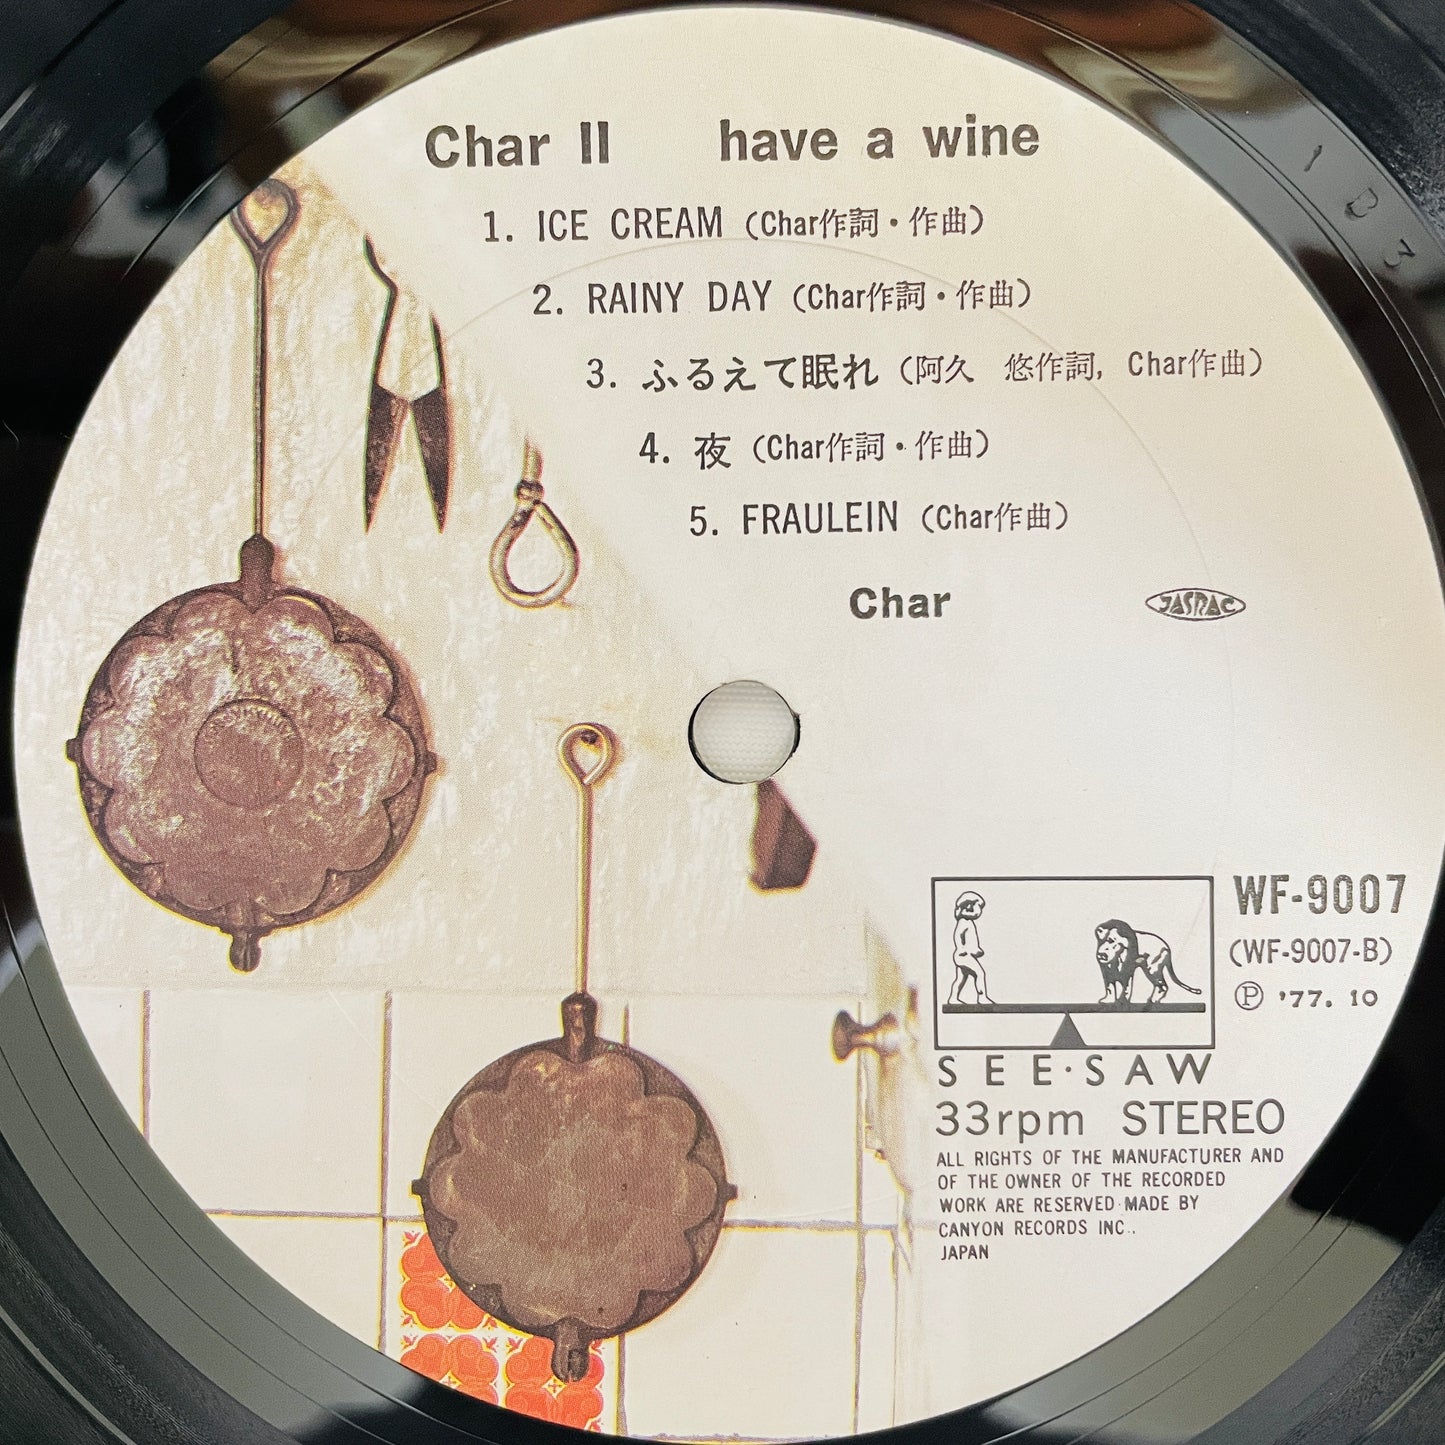 Char II have a wine
1. ICE CREAM (Char作詞・作曲)
2. RAINY DAY (Char作詞・作曲)
3. ふるえて眠れ (阿久 悠作詞, Char作曲)
4. 夜 (Char作詞・作曲)
5. FRAULEIN (Char作曲)
Char
JASRAC
WF-9007
(WF-9007-B)
Ⓟ '77. 10
SEE·SAW
33rpm STEREO
ALL RIGHTS OF THE MANUFACTURER AND
OF THE OWNER OF THE RECORDED
WORK ARE RESERVED·MADE BY
CANYON RECORDS INC.,
JAPAN
1 B 3